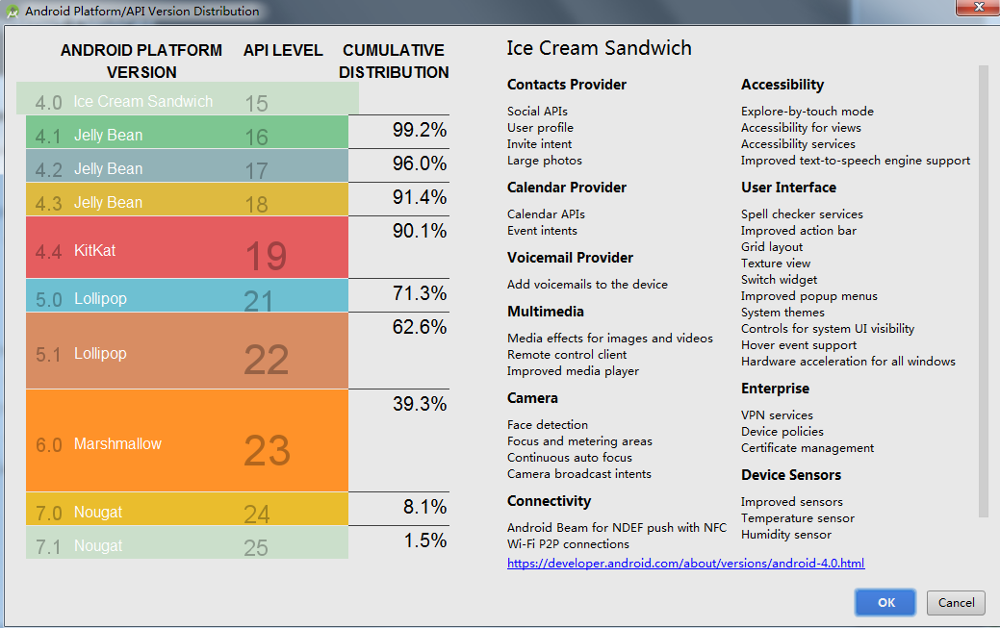 Android Platform/API Version Distribution
ANDROID PLATFORM
VERSION
API LEVEL
CUMULATIVE
DISTRIBUTION
4.0 Ice Cream Sandwich 15
99.2%
4.1 Jelly Bean 16
96.0%
4.2 Jelly Bean 17
91.4%
4.3 Jelly Bean 18
90.1%
4.4 KitKat 19
71.3%
5.0 Lollipop 21
62.6%
5.1 Lollipop 22
39.3%
6.0 Marshmallow 23
8.1%
7.0 Nougat 24
1.5%
7.1 Nougat 25
Ice Cream Sandwich
Contacts Provider
Social APIs
User profile
Invite intent
Large photos
Calendar Provider
Calendar APIs
Event intents
Voicemail Provider
Add voicemails to the device
Multimedia
Media effects for images and videos
Remote control client
Improved media player
Camera
Face detection
Focus and metering areas
Continuous auto focus
Camera broadcast intents
Connectivity
Android Beam for NDEF push with NFC
Wi-Fi P2P connections
Accessibility
Explore-by-touch mode
Accessibility for views
Accessibility services
Improved text-to-speech engine support
User Interface
Spell checker services
Improved action bar
Grid layout
Texture view
Switch widget
Improved popup menus
System themes
Controls for system UI visibility
Hover event support
Hardware acceleration for all windows
Enterprise
VPN services
Device policies
Certificate management
Device Sensors
Improved sensors
Temperature sensor
Humidity sensor
https://developer.android.com/about/versions/android-4.0.html
OK
Cancel